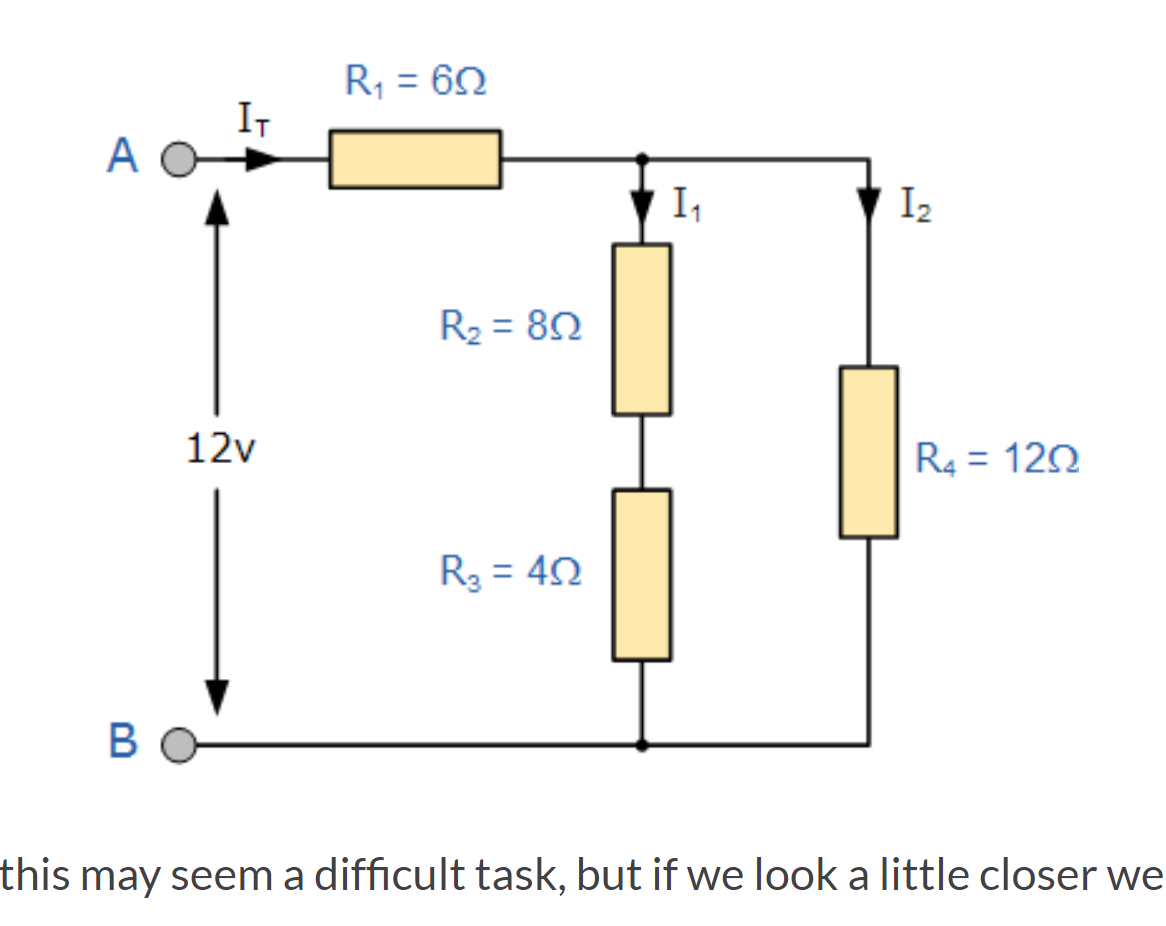 R₁ = 6Ω
I_T
A
I₁
I₂
R₂ = 8Ω
12v
R₄ = 12Ω
R₃ = 4Ω
B
this may seem a difficult task, but if we look a little closer we